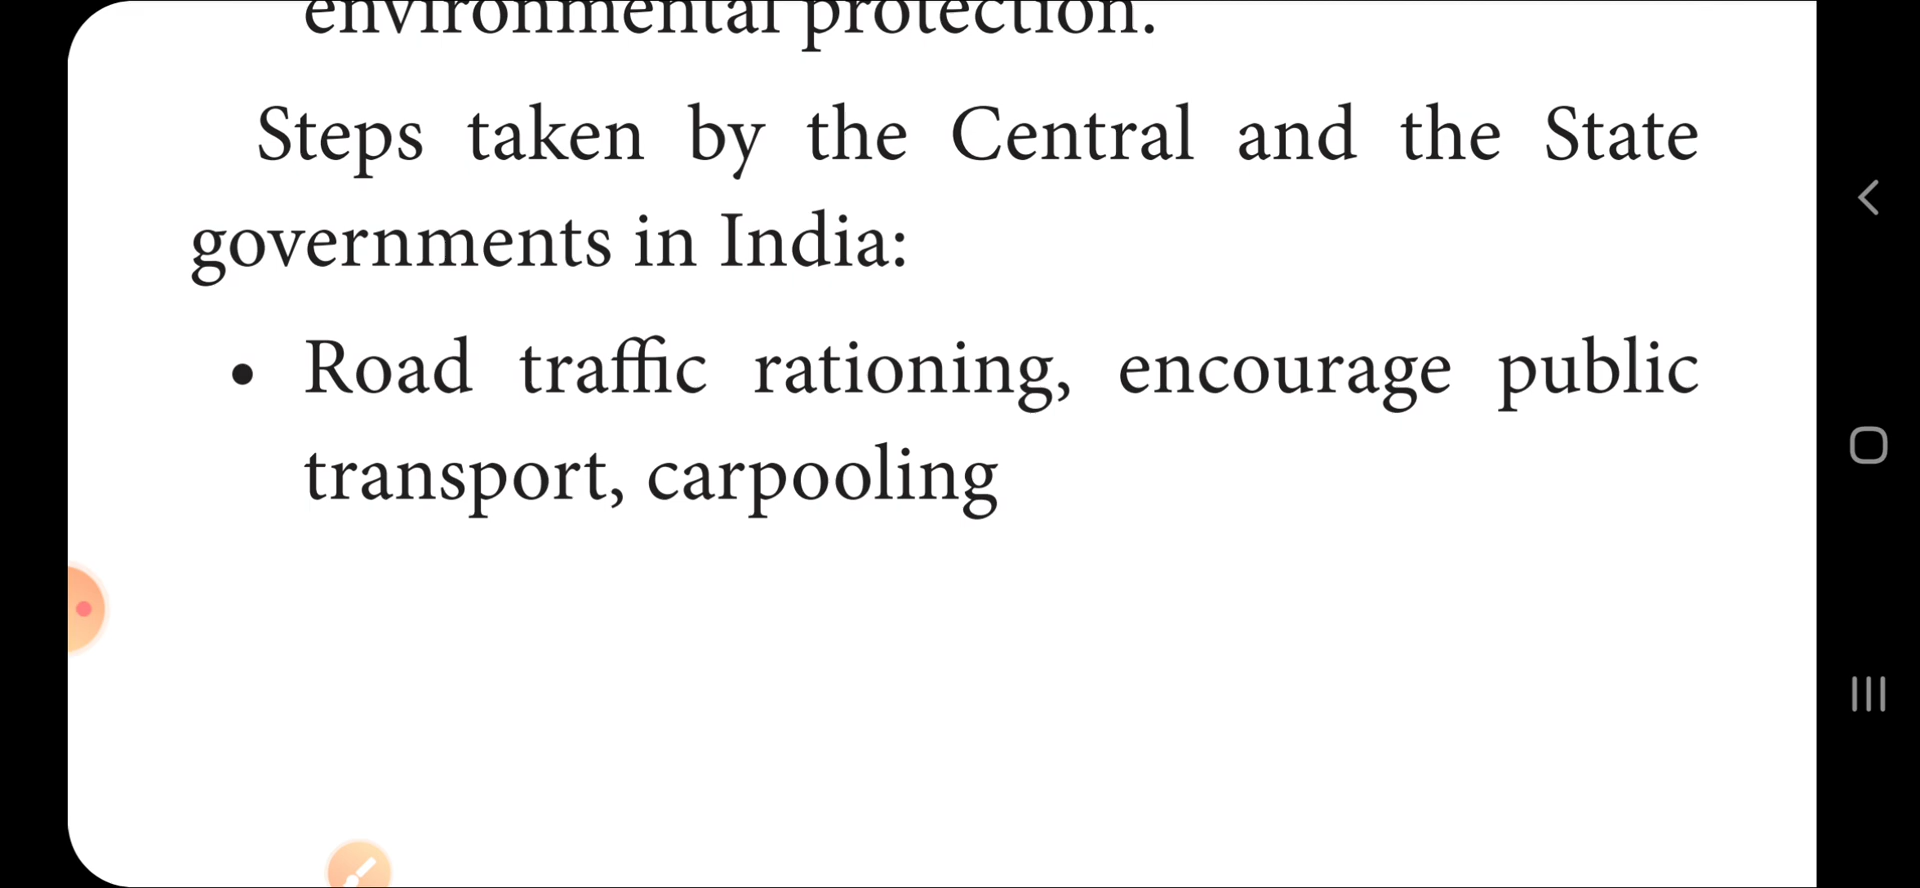 environmental protection.
Steps taken by the Central and the State
governments in India:
• Road traffic rationing, encourage public
transport, carpooling